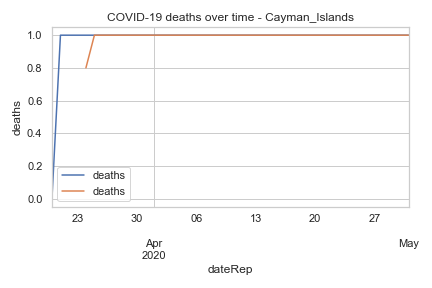 COVID-19 deaths over time - Cayman_Islands
deaths
1.0
0.8
0.6
0.4
0.2
0.0
deaths
deaths
23 30 06 13 20 27
Apr May
2020
dateRep